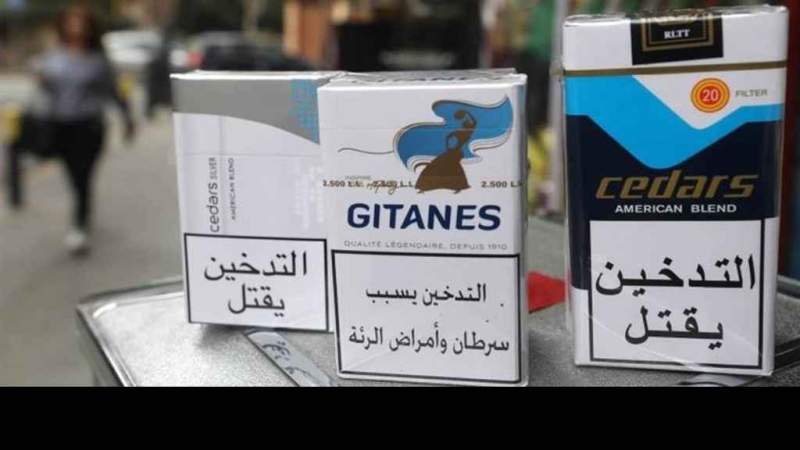 cedars SILVER
AMERICAN BLEND
التدخين
يقتل
2.500 L.L
2.500 L.L
GITANES
QUALITÉ LÉGENDAIRE, DEPUIS 1910
التدخين يسبب
سرطان وأمراض الرئة
RLTT
20 FILTER
cedars
AMERICAN BLEND
التدخين
يقتل